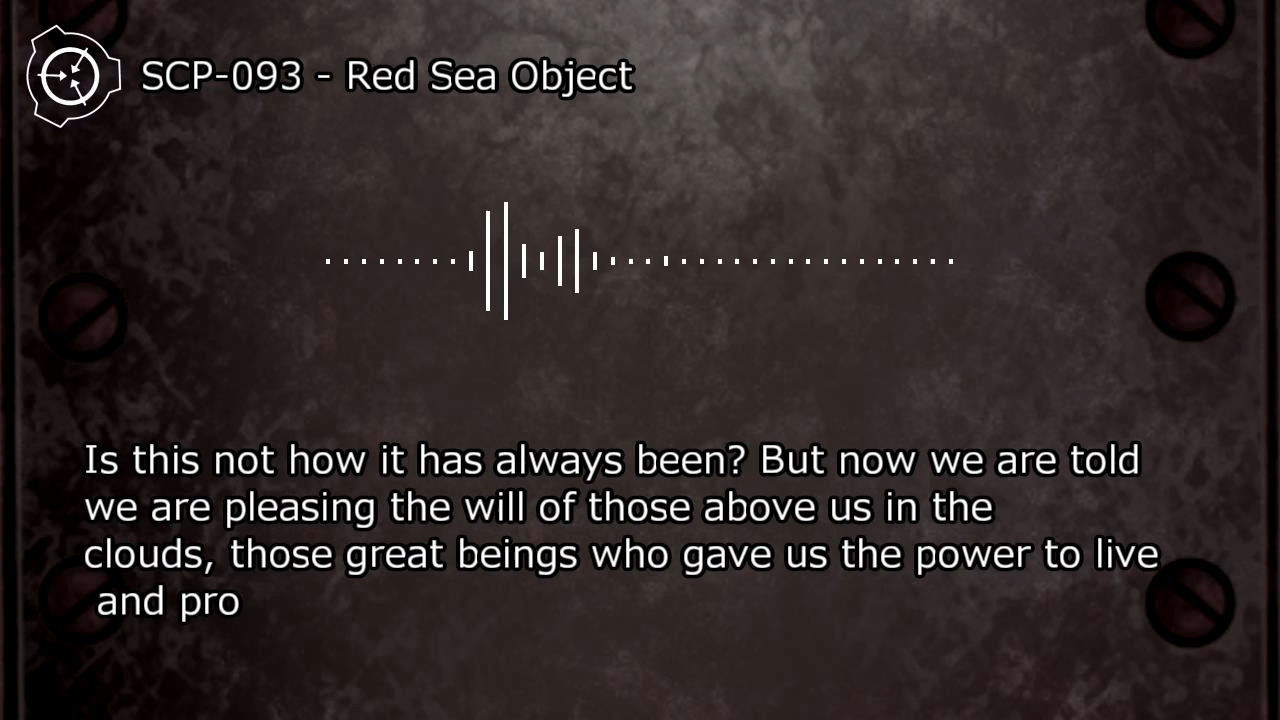 SCP-093 - Red Sea Object
Is this not how it has always been? But now we are told
we are pleasing the will of those above us in the
clouds, those great beings who gave us the power to live
and pro